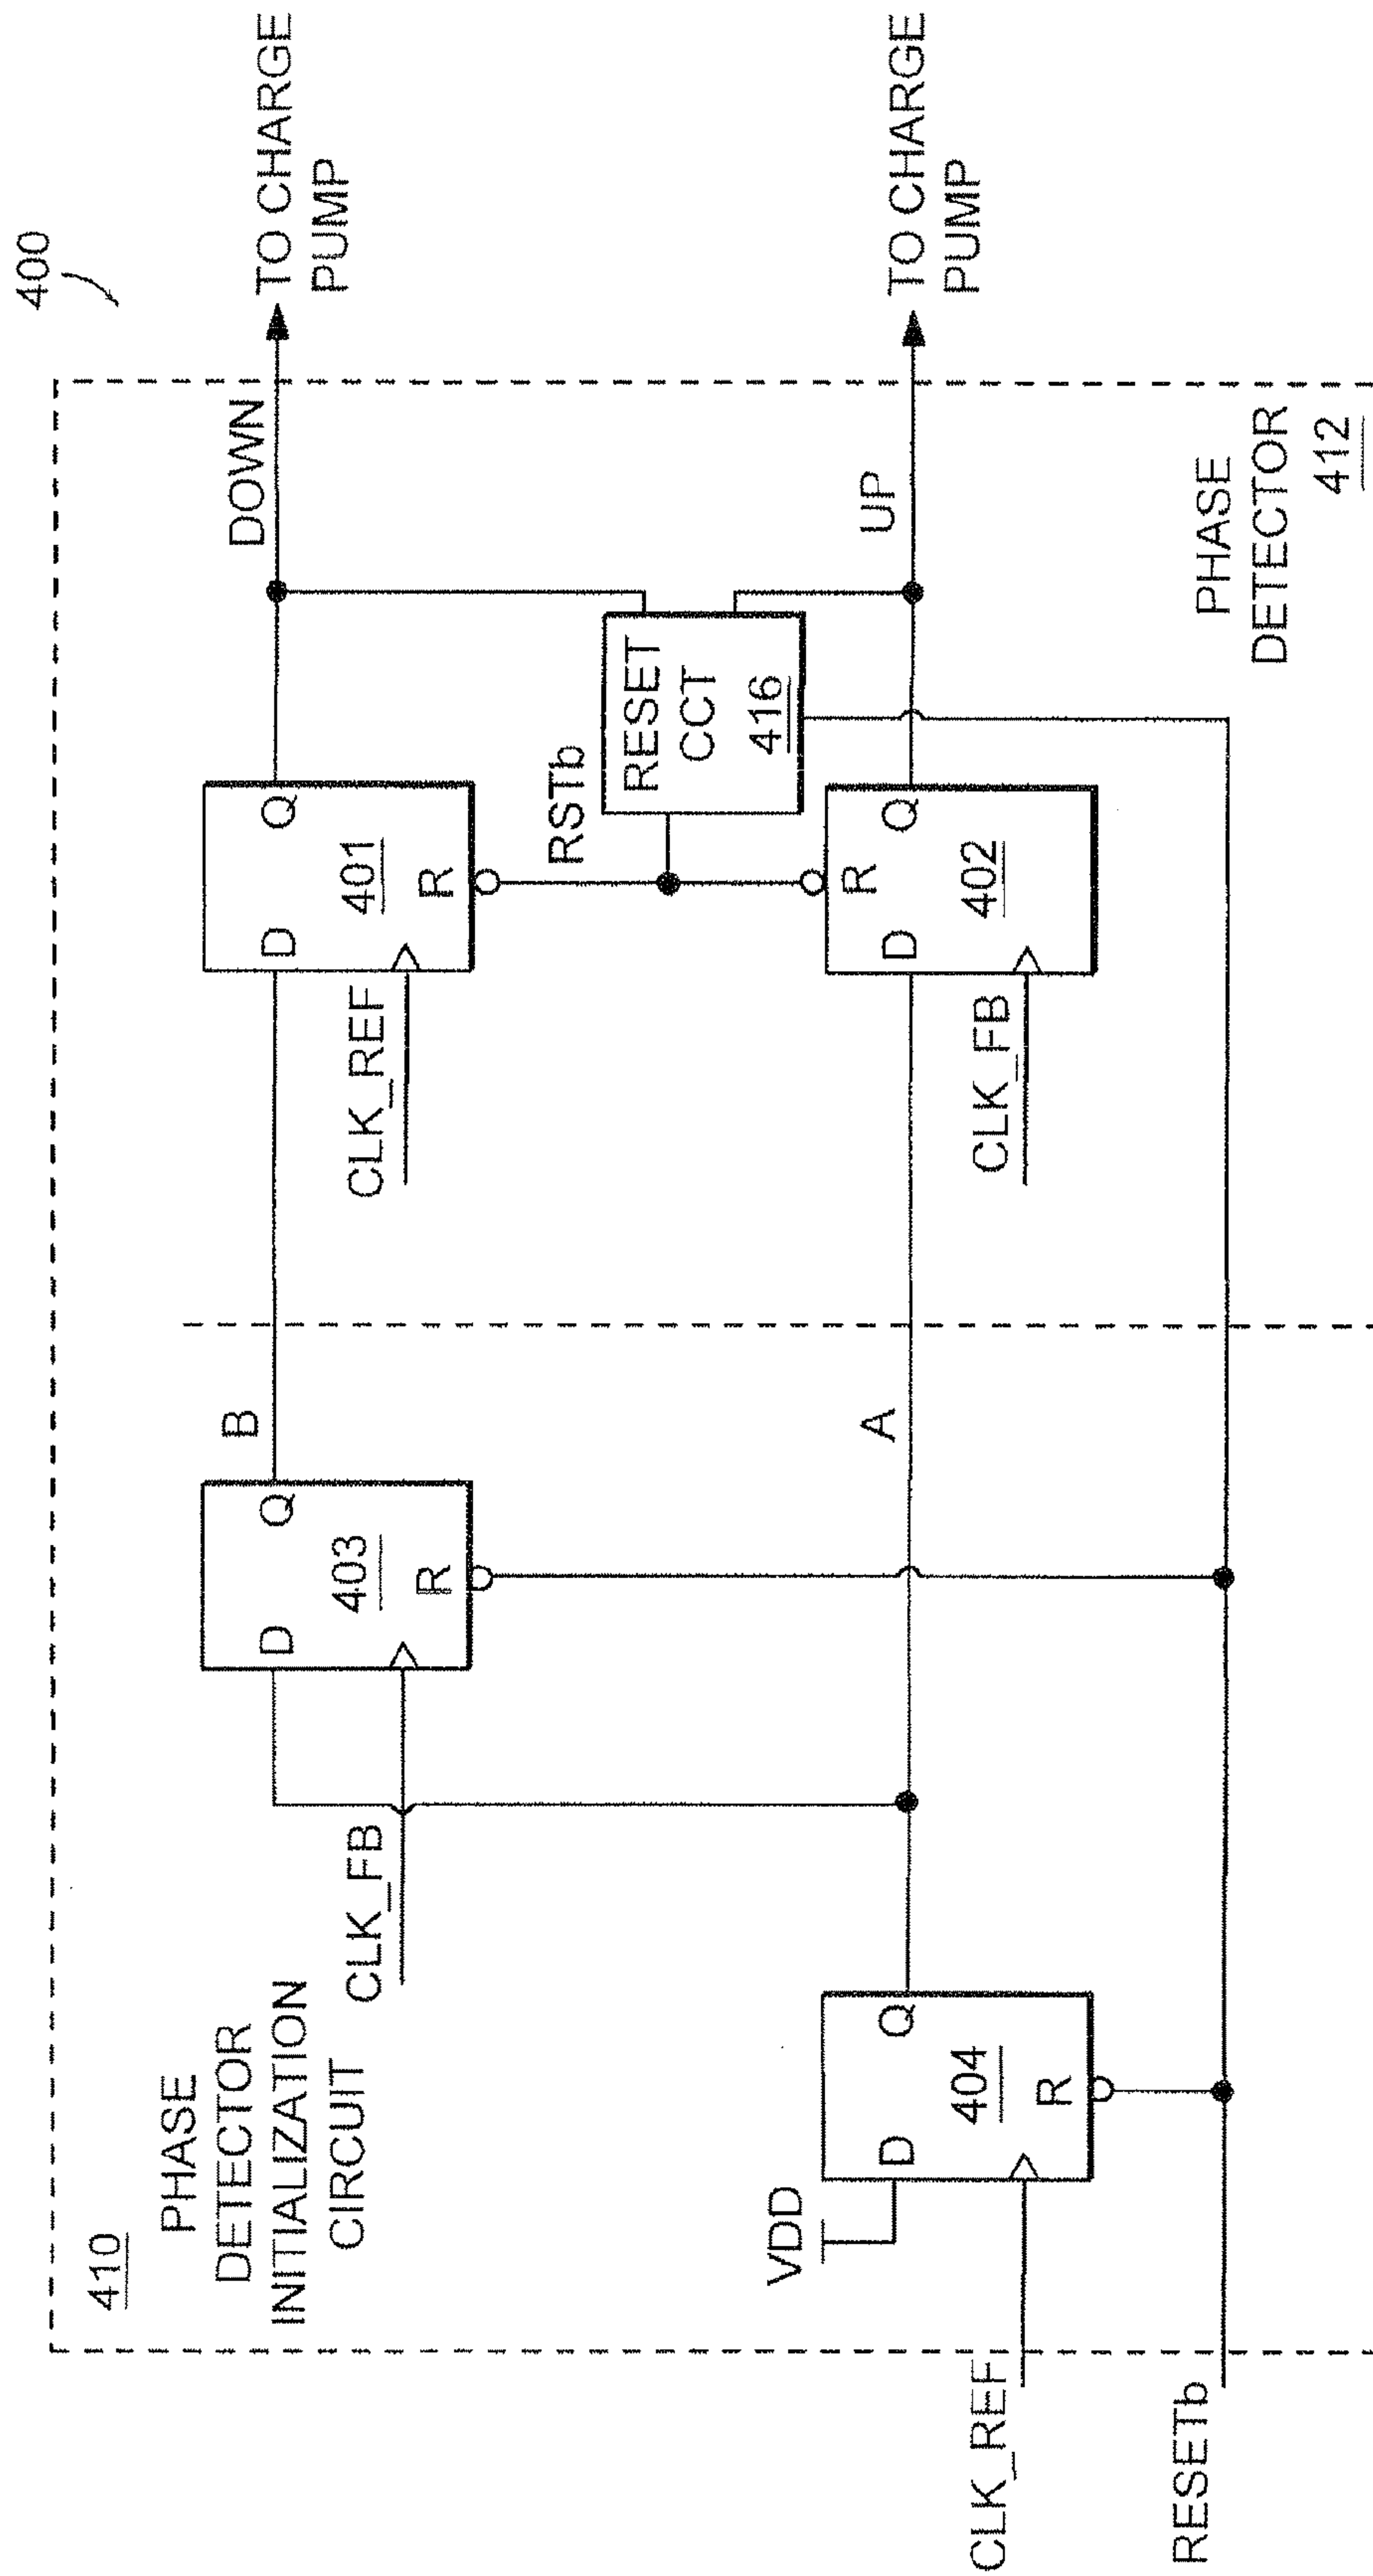 400
410
PHASE
DETECTOR
INITIALIZATION
CIRCUIT
CLK_FB
D
Q
403
R
B
CLK_REF
D
Q
401
R
DOWN
TO CHARGE
PUMP
RSTb
RESET
CCT
416
VDD
D
Q
404
R
CLK_REF
RESETb
A
CLK_FB
D
R
Q
402
UP
TO CHARGE
PUMP
PHASE
DETECTOR
412